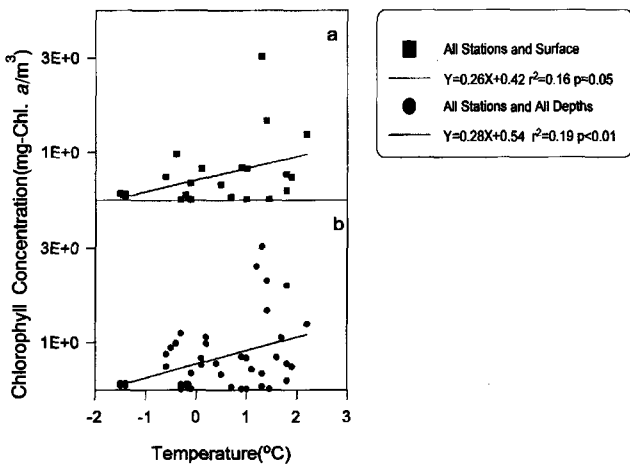 a
3E+0
1E+0
b
3E+0
1E+0
-2 -1 0 1 2 3
Temperature(ºC)
Chlorophyll Concentration(mg-Chl. a/m³)
All Stations and Surface
Y=0.26X+0.42 r²=0.16 p=0.05
All Stations and All Depths
Y=0.28X+0.54 r²=0.19 p<0.01